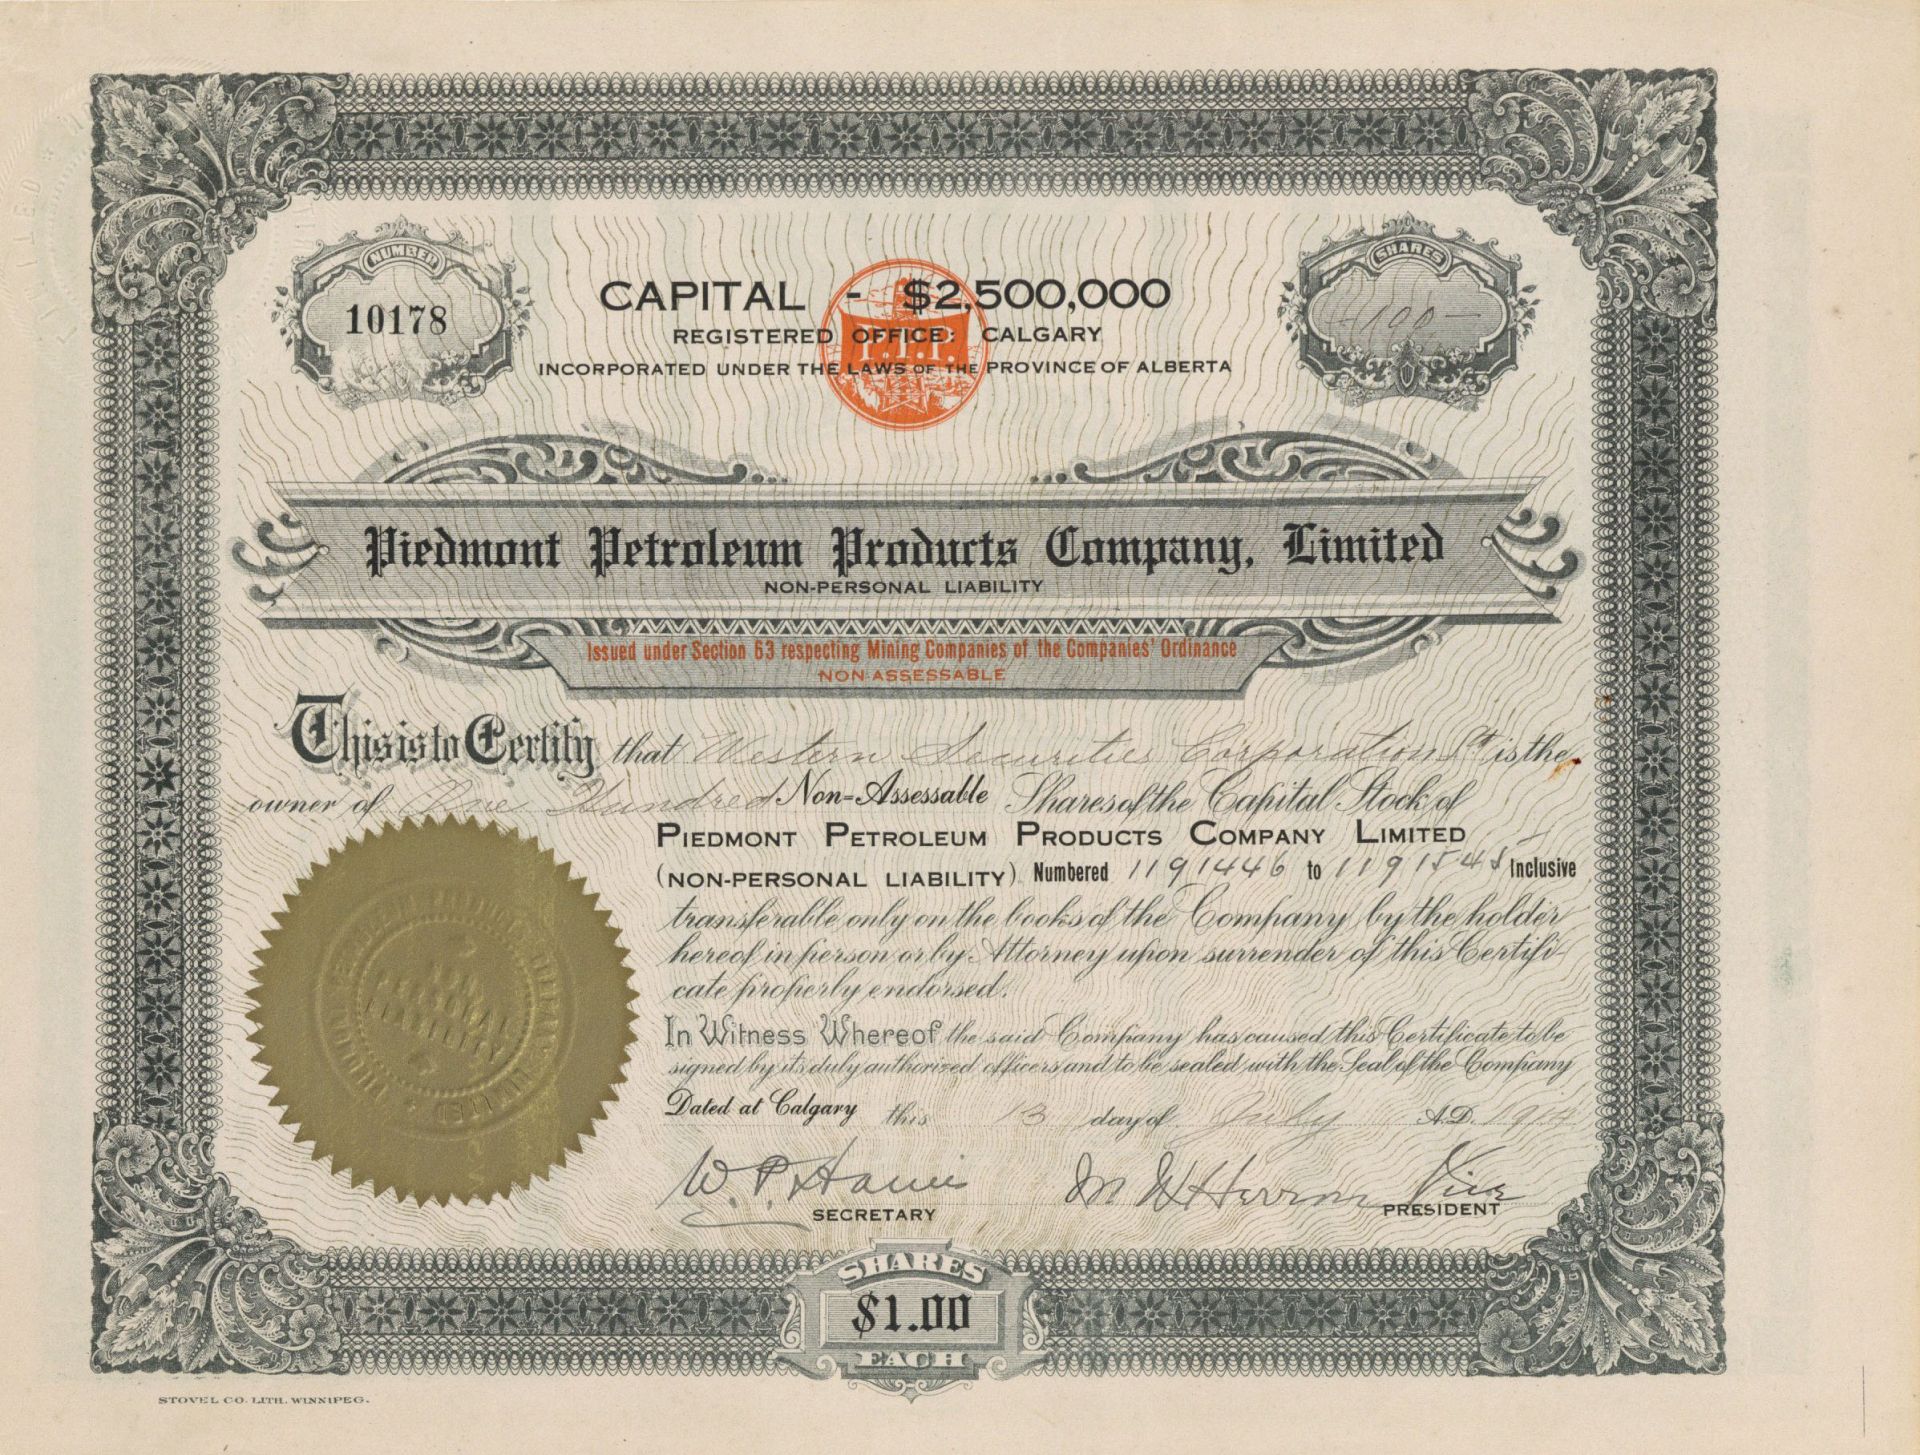 NUMBER
10178
SHARES
-100-
CAPITAL - $2,500,000
REGISTERED OFFICE: CALGARY
P.P.P.
INCORPORATED UNDER THE LAWS OF THE PROVINCE OF ALBERTA
Piedmont Petroleum Products Company, Limited
NON-PERSONAL LIABILITY
Issued under Section 63 respecting Mining Companies of the Companies' Ordinance
NON-ASSESSABLE
This is to Certify that Western Securities Corporation is the
owner of One Hundred Non-Assessable Shares of the Capital Stock of
PIEDMONT PETROLEUM PRODUCTS COMPANY LIMITED
(NON-PERSONAL LIABILITY) Numbered 1191446 to 1191545 Inclusive
transferable only on the books of the Company by the holder
hereof in person or by Attorney upon surrender of this Certifi-
cate properly endorsed.
In Witness Whereof the said Company has caused this Certificate to be
signed by its duly authorized officers and to be sealed with the Seal of the Company
Dated at Calgary this 13 day of July A.D. 1914
W. P.
SECRETARY
Vice
PRESIDENT
NON
PERSONAL
LIABILITY
SHARES
$1.00
EACH
STOVEL CO. LITH. WINNIPEG.